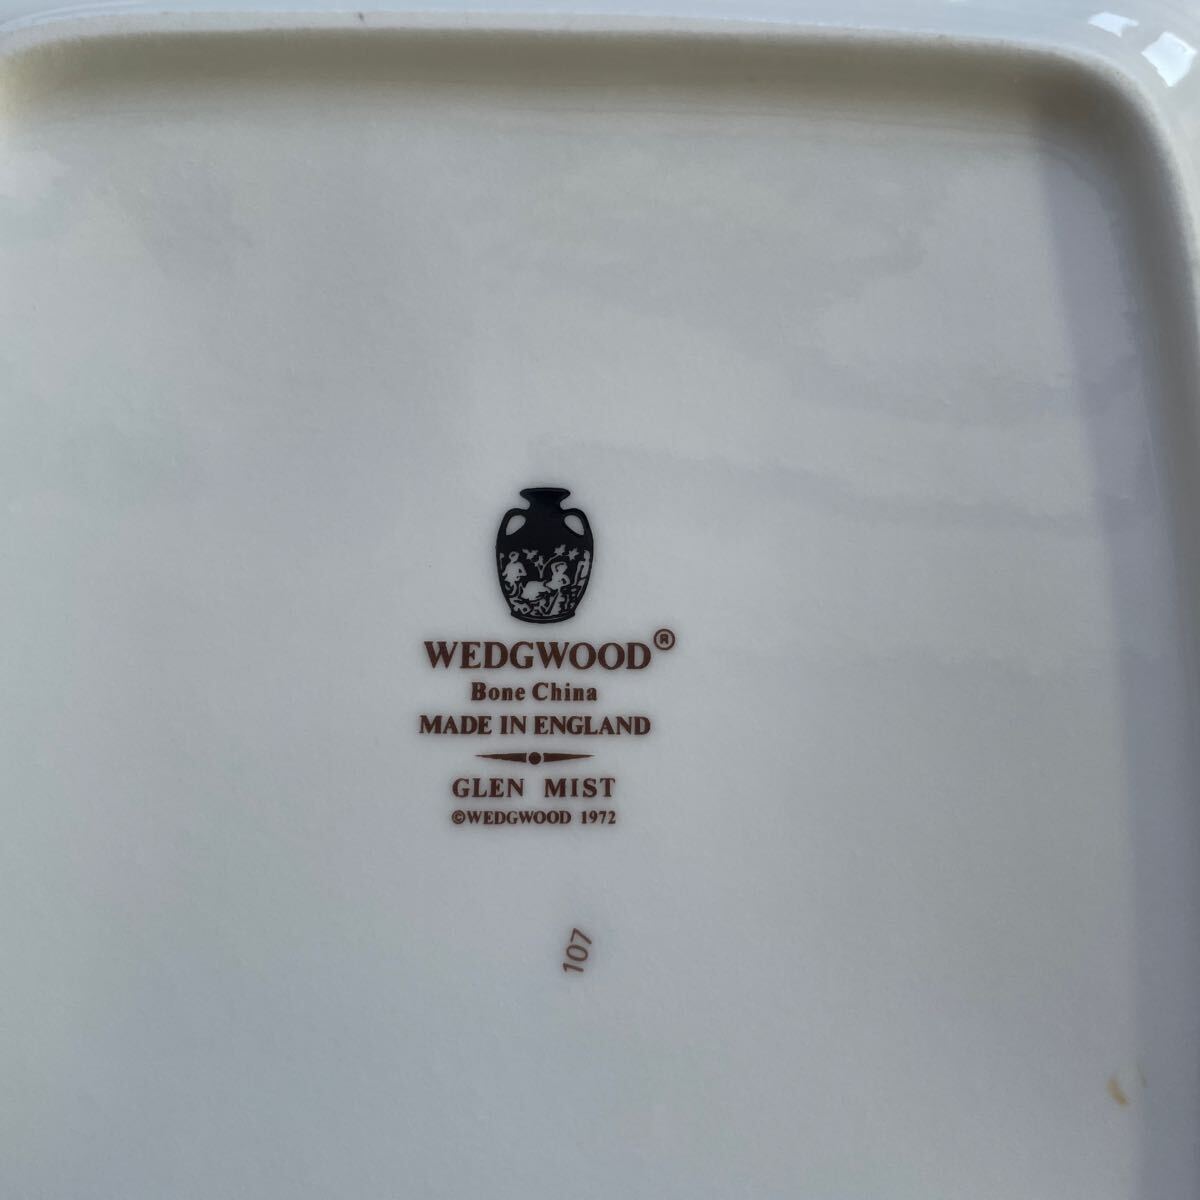 WEDGWOOD®
Bone China
MADE IN ENGLAND
GLEN MIST
©WEDGWOOD 1972
107